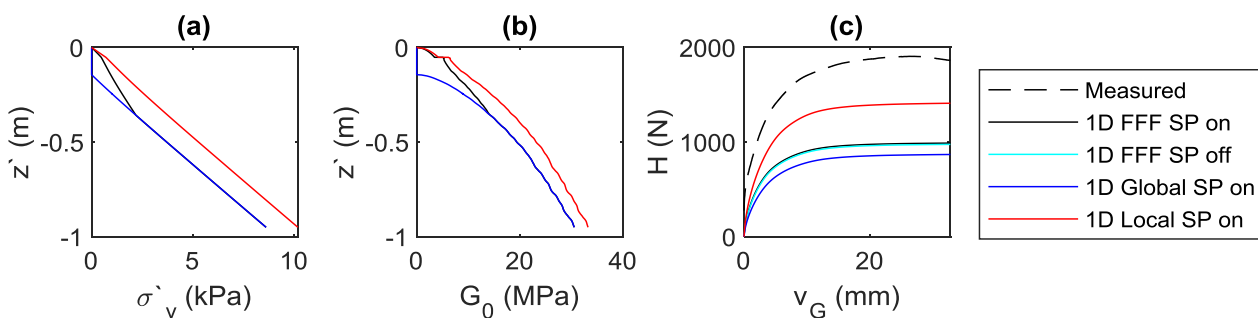 (a)
0
-0.5
-1
z` (m)
0
5
10
σ`v (kPa)
(b)
0
-0.5
-1
z` (m)
0
20
40
G0 (MPa)
(c)
2000
1000
0
H (N)
0
20
vG (mm)
Measured
1D FFF SP on
1D FFF SP off
1D Global SP on
1D Local SP on